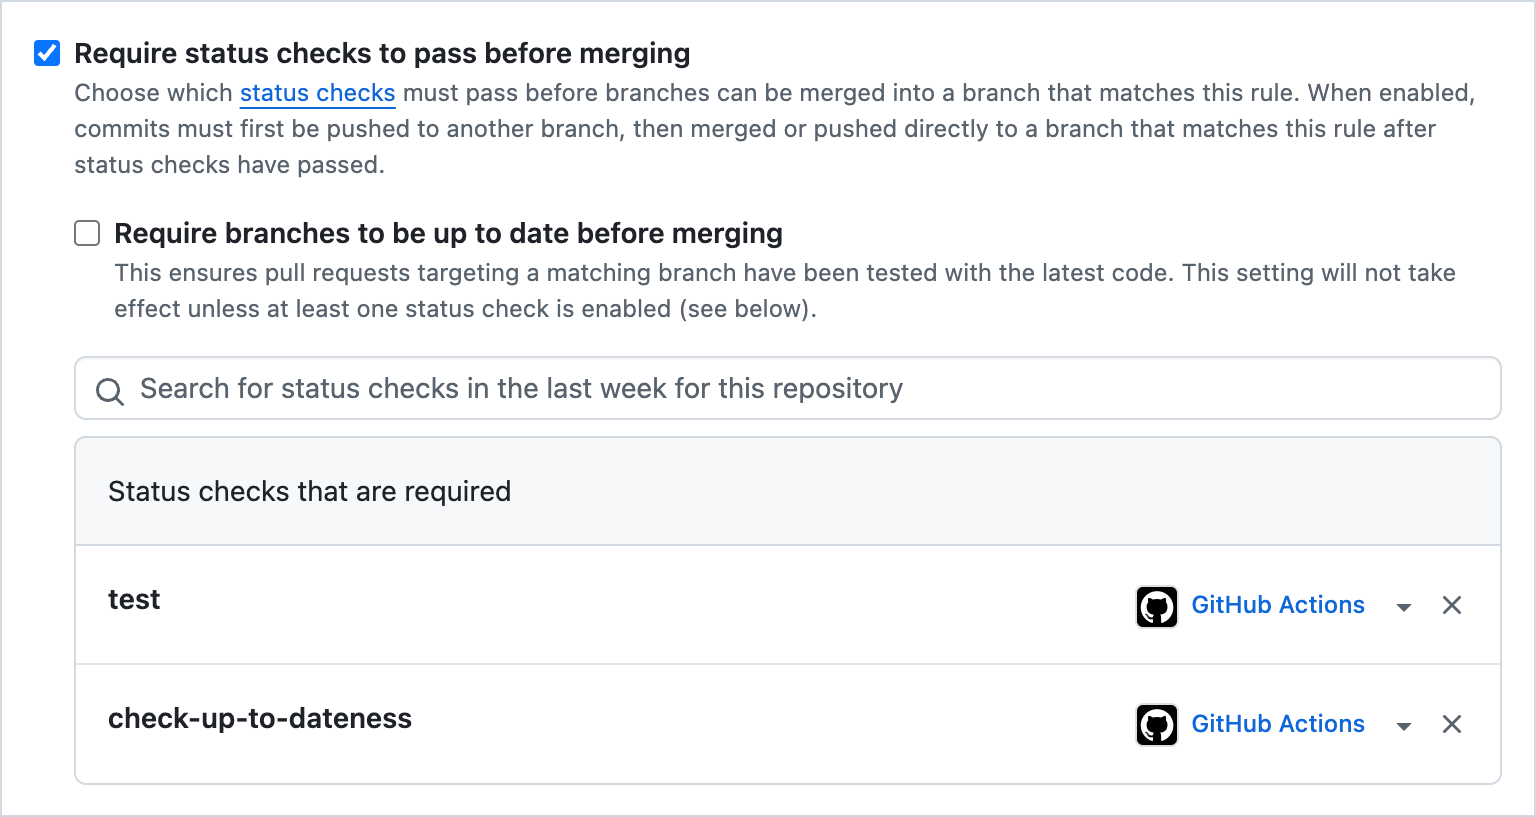 Require status checks to pass before merging
Choose which status checks must pass before branches can be merged into a branch that matches this rule. When enabled,
commits must first be pushed to another branch, then merged or pushed directly to a branch that matches this rule after
status checks have passed.
Require branches to be up to date before merging
This ensures pull requests targeting a matching branch have been tested with the latest code. This setting will not take
effect unless at least one status check is enabled (see below).
Search for status checks in the last week for this repository
Status checks that are required
test
GitHub Actions
check-up-to-dateness
GitHub Actions